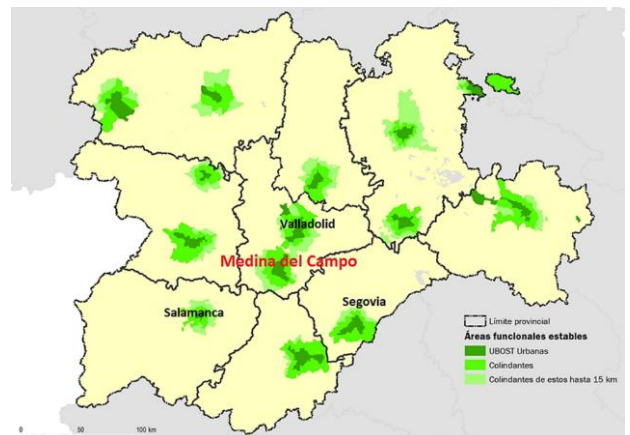 Valladolid
Medina del Campo
Salamanca
Segovia
Límite provincial
Áreas funcionales estables
UBOST Urbanas
Colindantes
Colindantes de estos hasta 15 km
0 50 100 km